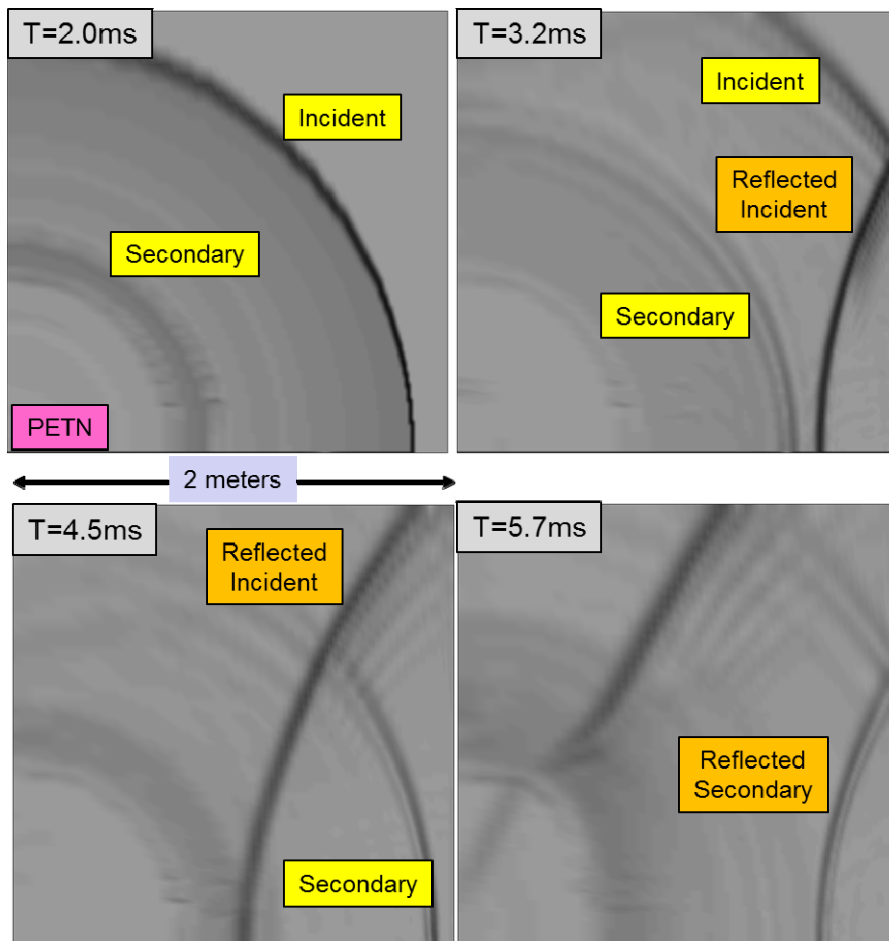 T=2.0ms
Incident
Secondary
PETN
T=3.2ms
Incident
Reflected
Incident
Secondary
2 meters
T=4.5ms
Reflected
Incident
Secondary
T=5.7ms
Reflected
Secondary